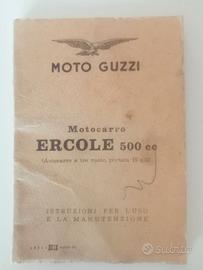 MOTO GUZZI
Motocarro
ERCOLE 500 cc
(Autocarro a tre ruote, portata 15 q.li)
ISTRUZIONI PER L'USO
E LA MANUTENZIONE
Subito.it